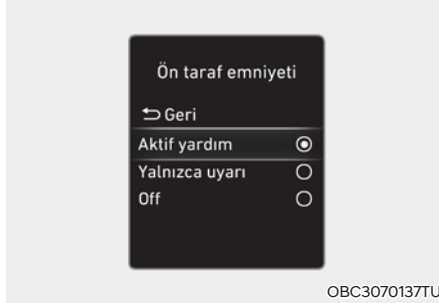 Ön taraf emniyeti
Geri
Aktif yardım
Yalnızca uyarı
Off
OBC3070137TU